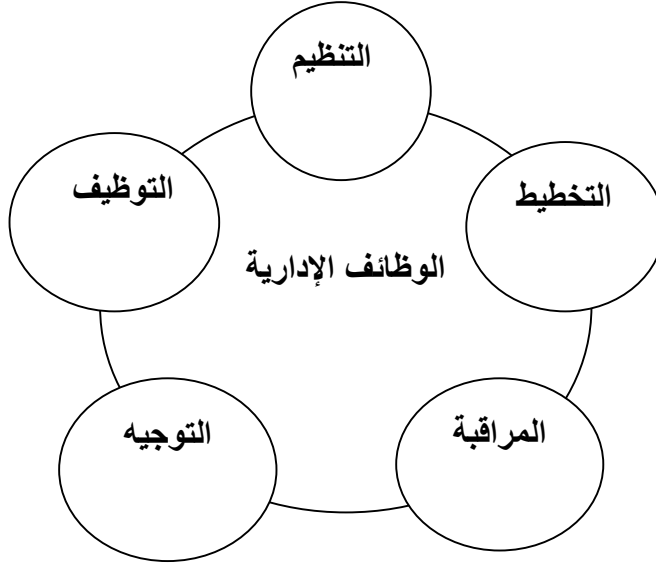 التنظيم
التخطيط
التوظيف
الوظائف الإدارية
المراقبة
التوجيه